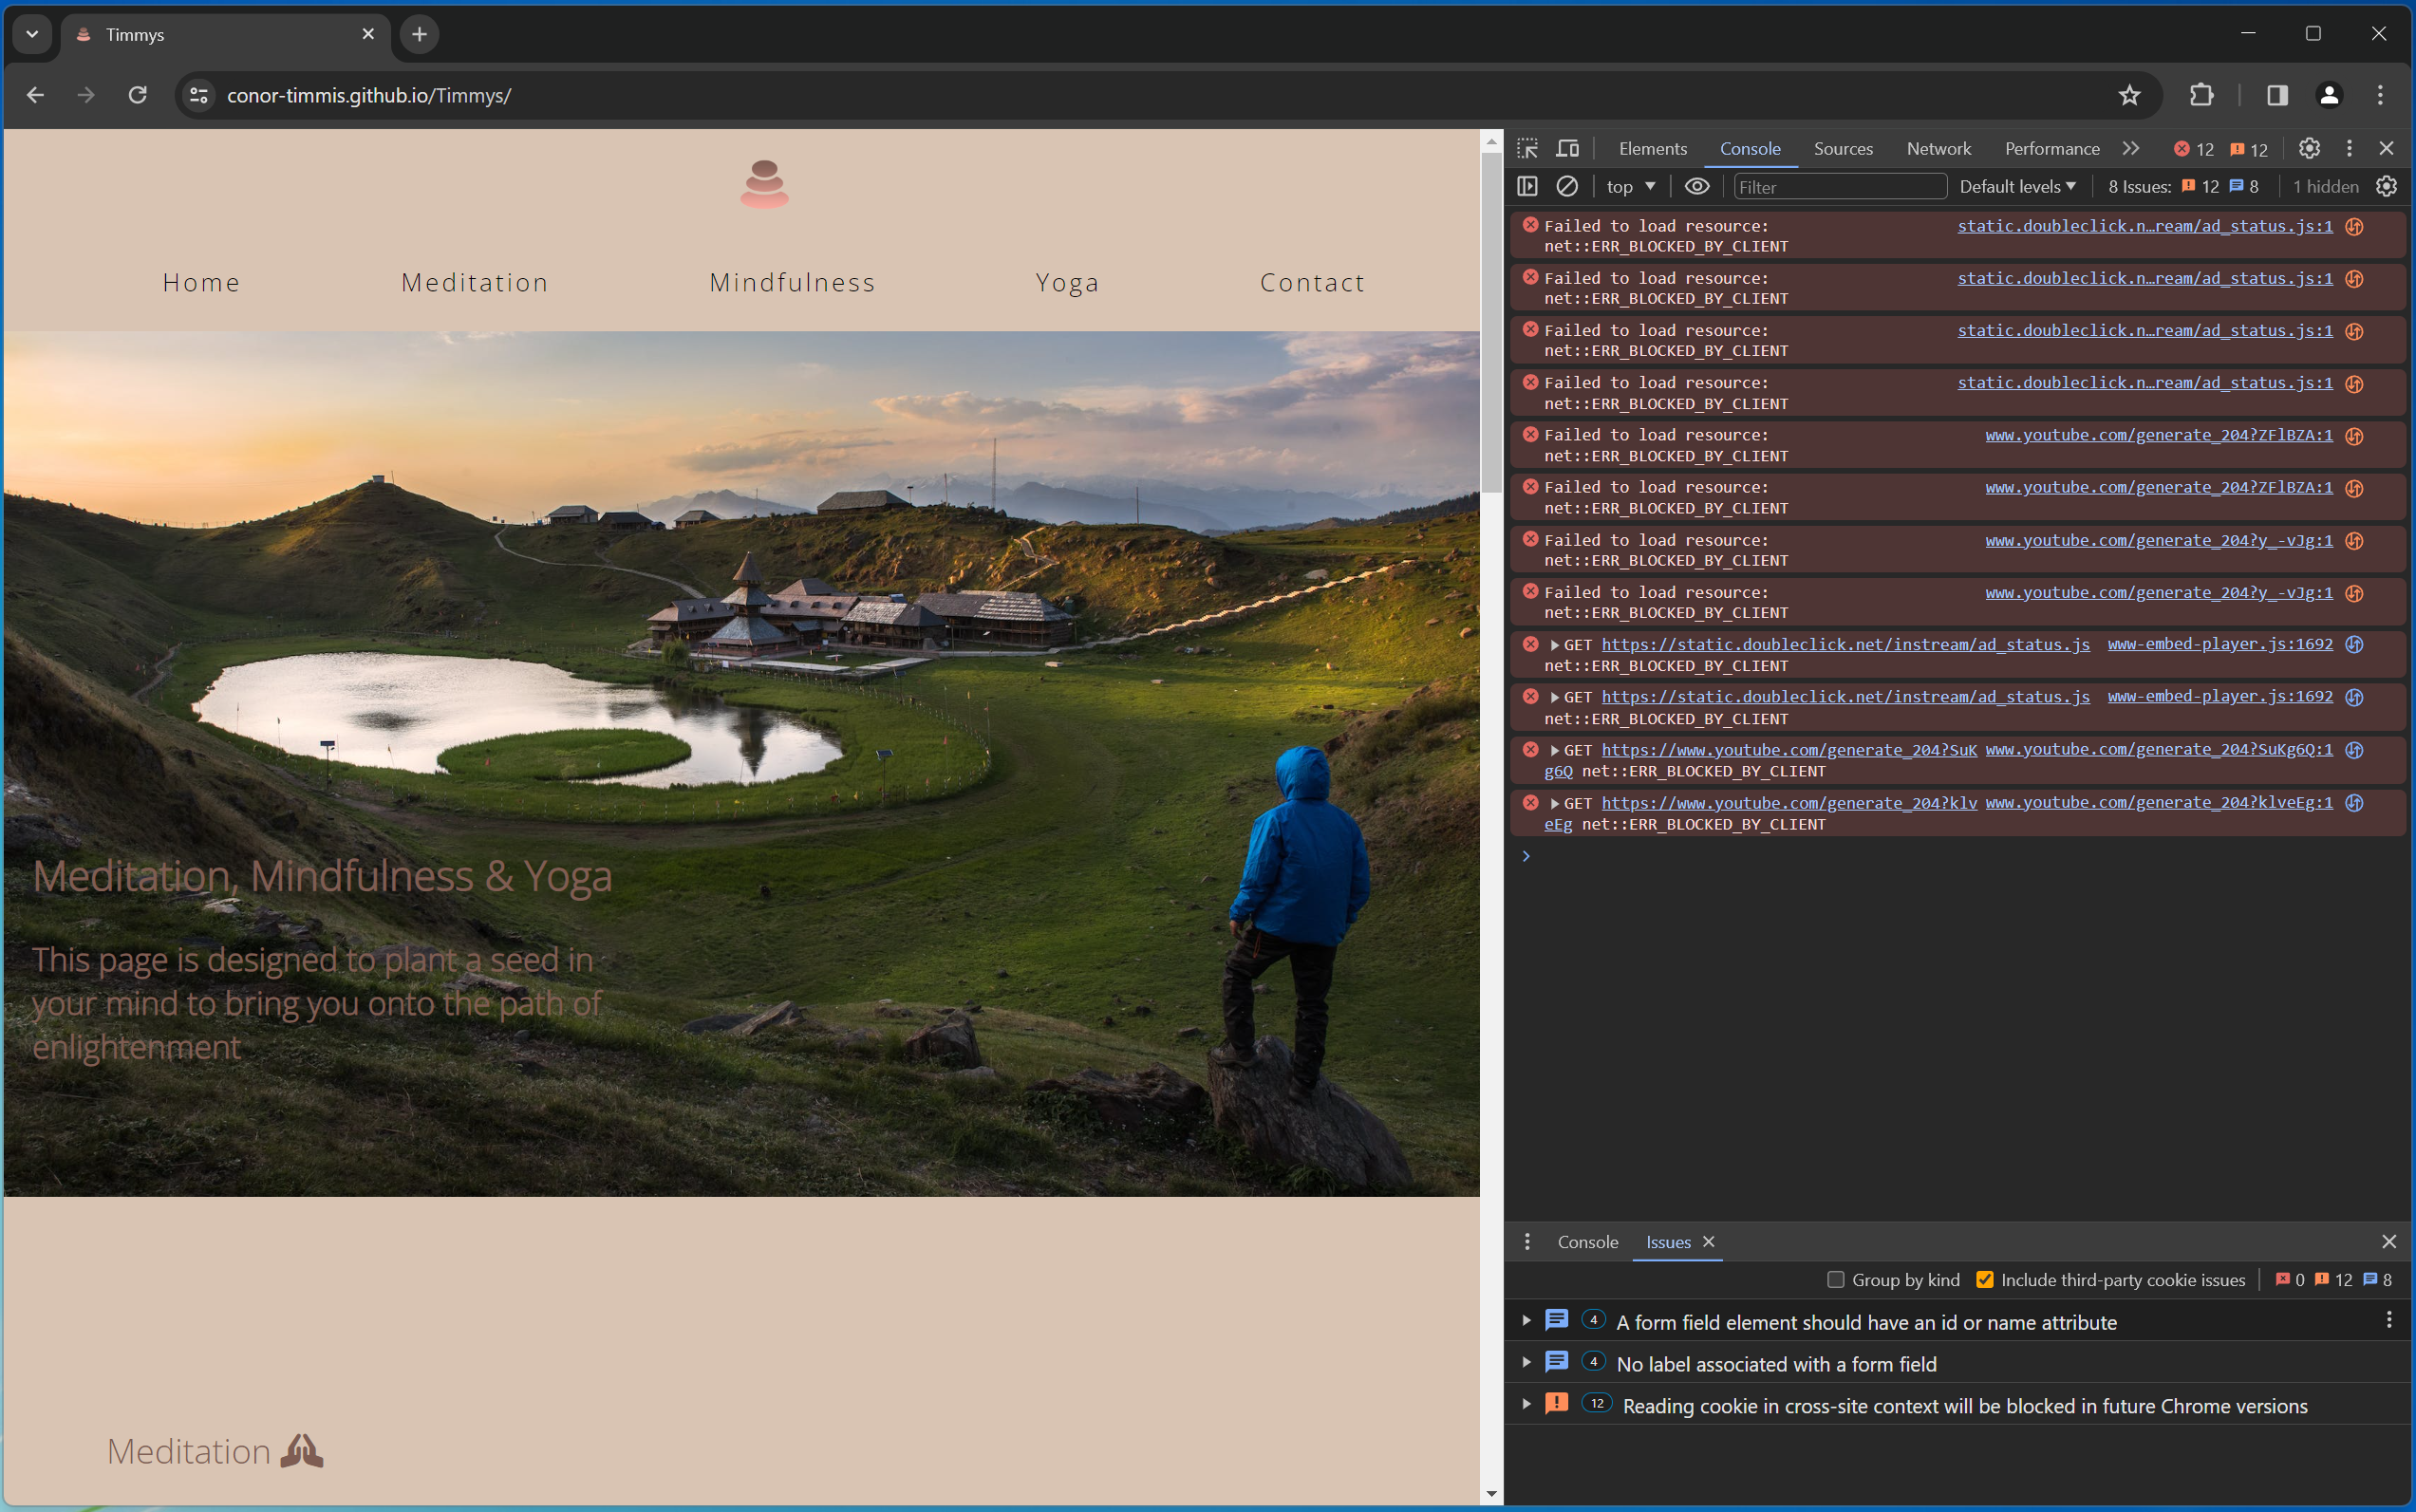 Timmys
conor-timmis.github.io/Timmys/
Home Meditation Mindfulness Yoga Contact
Meditation, Mindfulness & Yoga
This page is designed to plant a seed in
your mind to bring you onto the path of
enlightenment
Meditation
Elements Console Sources Network Performance 12 12
top Filter Default levels 8 Issues: 12 8 1 hidden
Failed to load resource: static.doubleclick.n…ream/ad_status.js:1
net::ERR_BLOCKED_BY_CLIENT
Failed to load resource: static.doubleclick.n…ream/ad_status.js:1
net::ERR_BLOCKED_BY_CLIENT
Failed to load resource: static.doubleclick.n…ream/ad_status.js:1
net::ERR_BLOCKED_BY_CLIENT
Failed to load resource: static.doubleclick.n…ream/ad_status.js:1
net::ERR_BLOCKED_BY_CLIENT
Failed to load resource: www.youtube.com/generate_204?ZFlBZA:1
net::ERR_BLOCKED_BY_CLIENT
Failed to load resource: www.youtube.com/generate_204?ZFlBZA:1
net::ERR_BLOCKED_BY_CLIENT
Failed to load resource: www.youtube.com/generate_204?y_-vJg:1
net::ERR_BLOCKED_BY_CLIENT
Failed to load resource: www.youtube.com/generate_204?y_-vJg:1
net::ERR_BLOCKED_BY_CLIENT
GET https://static.doubleclick.net/instream/ad_status.js www-embed-player.js:1692
net::ERR_BLOCKED_BY_CLIENT
GET https://static.doubleclick.net/instream/ad_status.js www-embed-player.js:1692
net::ERR_BLOCKED_BY_CLIENT
GET https://www.youtube.com/generate_204?SuK www.youtube.com/generate_204?SuKg6Q:1
g6Q net::ERR_BLOCKED_BY_CLIENT
GET https://www.youtube.com/generate_204?klv www.youtube.com/generate_204?klveEg:1
eEg net::ERR_BLOCKED_BY_CLIENT
Console Issues
Group by kind Include third-party cookie issues 0 12 8
4 A form field element should have an id or name attribute
4 No label associated with a form field
12 Reading cookie in cross-site context will be blocked in future Chrome versions